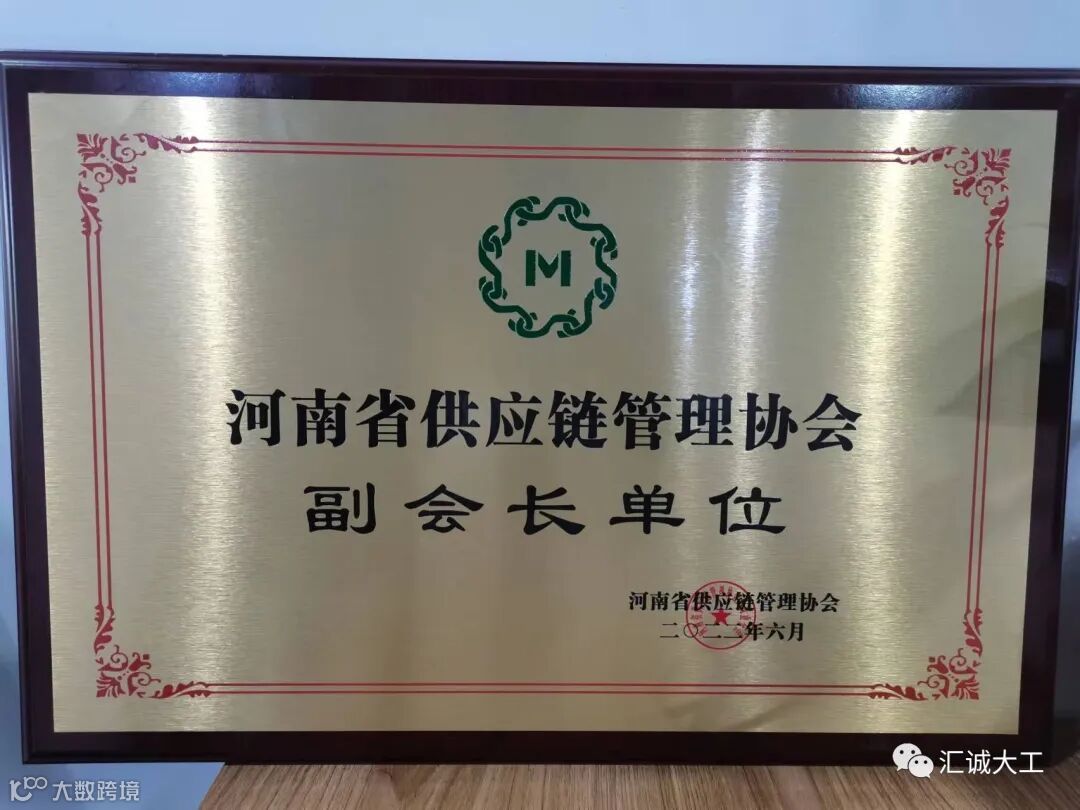 M
河南省供应链管理协会
副会长单位
河南省供应链管理协会
二〇二二年六月
汇诚大工
大数跨境